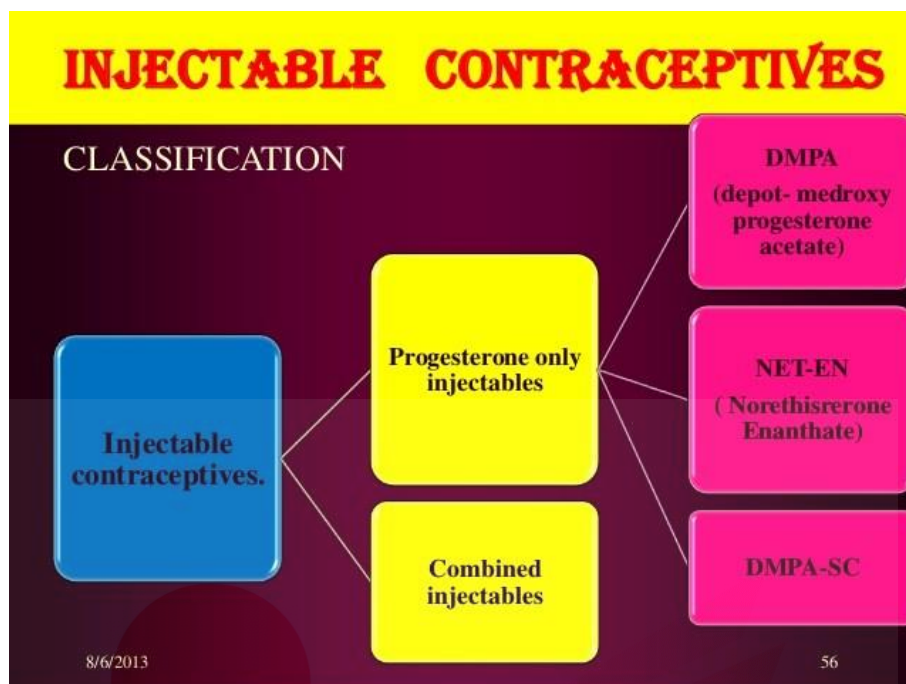 INJECTABLE CONTRACEPTIVES
CLASSIFICATION
Injectable
contraceptives.
Progesterone only
injectables
Combined
injectables
DMPA
(depot- medroxy
progesterone
acetate)
NET-EN
( Norethisrerone
Enanthate)
DMPA-SC
8/6/2013
56